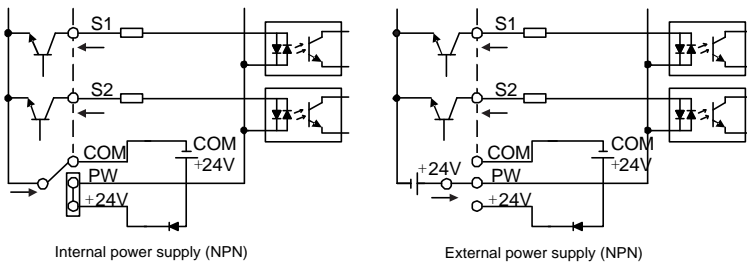 S1
S2
COM
COM
+24V
PW
+24V
Internal power supply (NPN)
S1
S2
COM
COM
+24V
+24V
PW
+24V
External power supply (NPN)